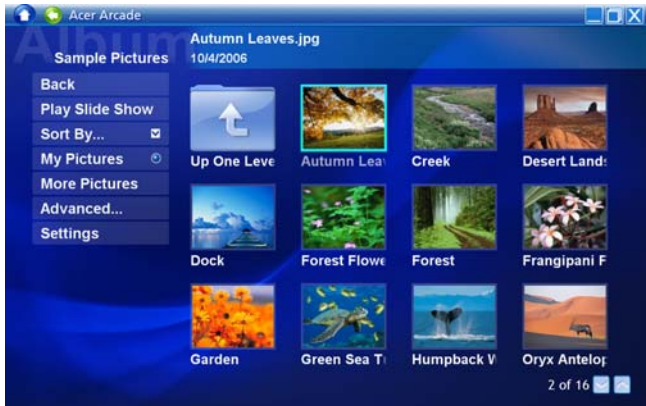 Acer Arcade
Album
Autumn Leaves.jpg
10/4/2006
Sample Pictures
Back
Play Slide Show
Sort By...
My Pictures
More Pictures
Advanced...
Settings
Up One Leve
Autumn Lea
Creek
Desert Lands
Dock
Forest Flowe
Forest
Frangipani F
Garden
Green Sea T
Humpback W
Oryx Antelop
2 of 16